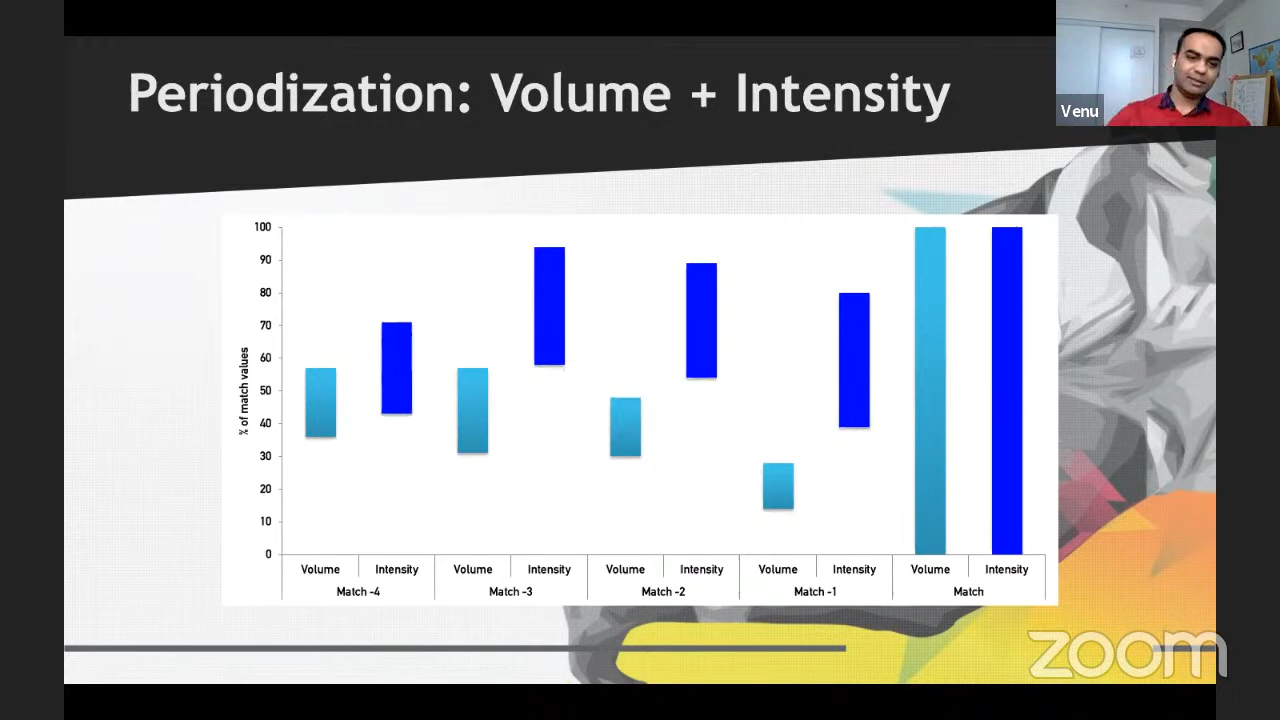 Periodization: Volume + Intensity
Venu
100
90
80
70
60
50
40
30
20
10
0
% of match values
Volume Intensity Volume Intensity Volume Intensity Volume Intensity Volume Intensity
Match -4 Match -3 Match -2 Match -1 Match
zoom